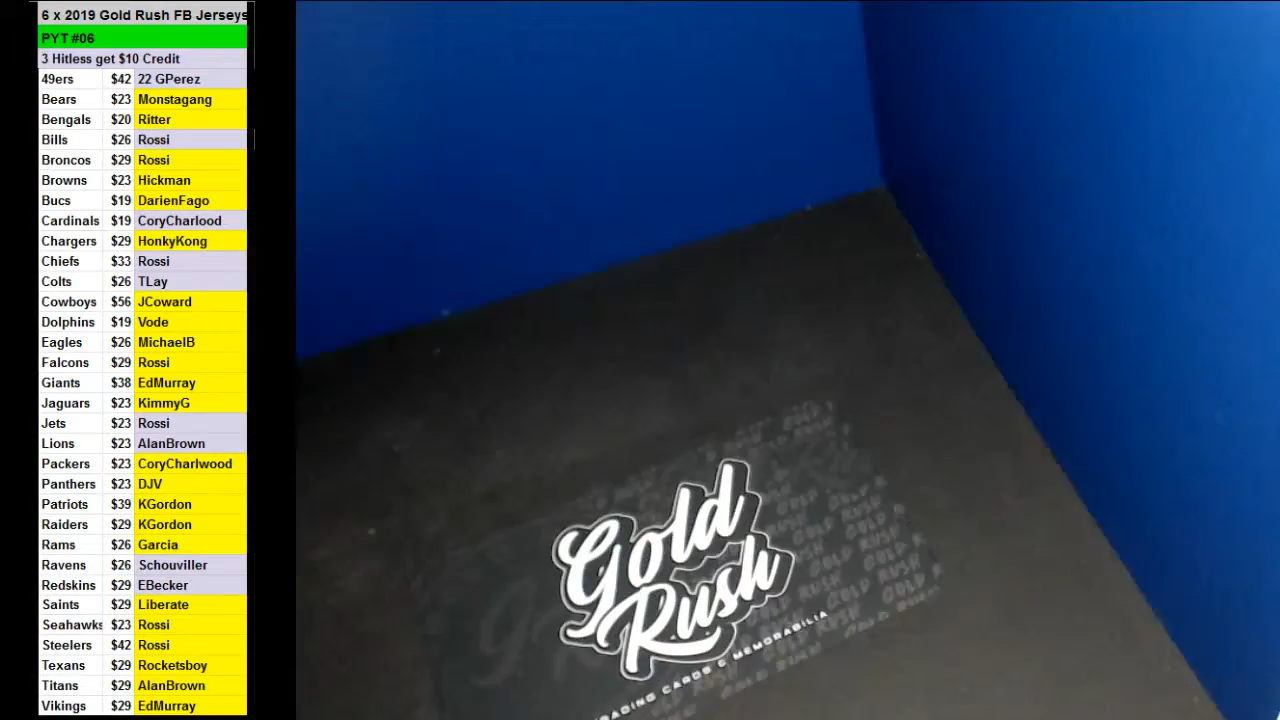 6 x 2019 Gold Rush FB Jerseys
PYT #06
3 Hitless get $10 Credit
49ers $42 22 GPerez
Bears $23 Monstagang
Bengals $20 Ritter
Bills $26 Rossi
Broncos $29 Rossi
Browns $23 Hickman
Bucs $19 DarienFago
Cardinals $19 CoryCharlood
Chargers $29 HonkyKong
Chiefs $33 Rossi
Colts $26 TLay
Cowboys $56 JCoward
Dolphins $19 Vode
Eagles $26 MichaelB
Falcons $29 Rossi
Giants $38 EdMurray
Jaguars $23 KimmyG
Jets $23 Rossi
Lions $23 AlanBrown
Packers $23 CoryCharlwood
Panthers $23 DJV
Patriots $39 KGordon
Raiders $29 KGordon
Rams $26 Garcia
Ravens $26 Schouviller
Redskins $29 EBecker
Saints $29 Liberate
Seahawks $23 Rossi
Steelers $42 Rossi
Texans $29 Rocketsboy
Titans $29 AlanBrown
Vikings $29 EdMurray
Gold
Rush
TRADING CARDS & MEMORABILIA